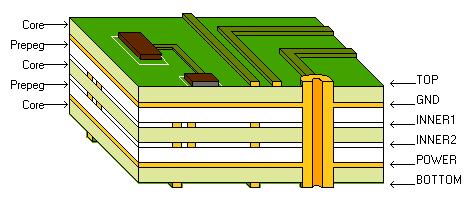 Core
Prepeg
Core
Prepeg
Core
TOP
GND
INNER1
INNER2
POWER
BOTTOM